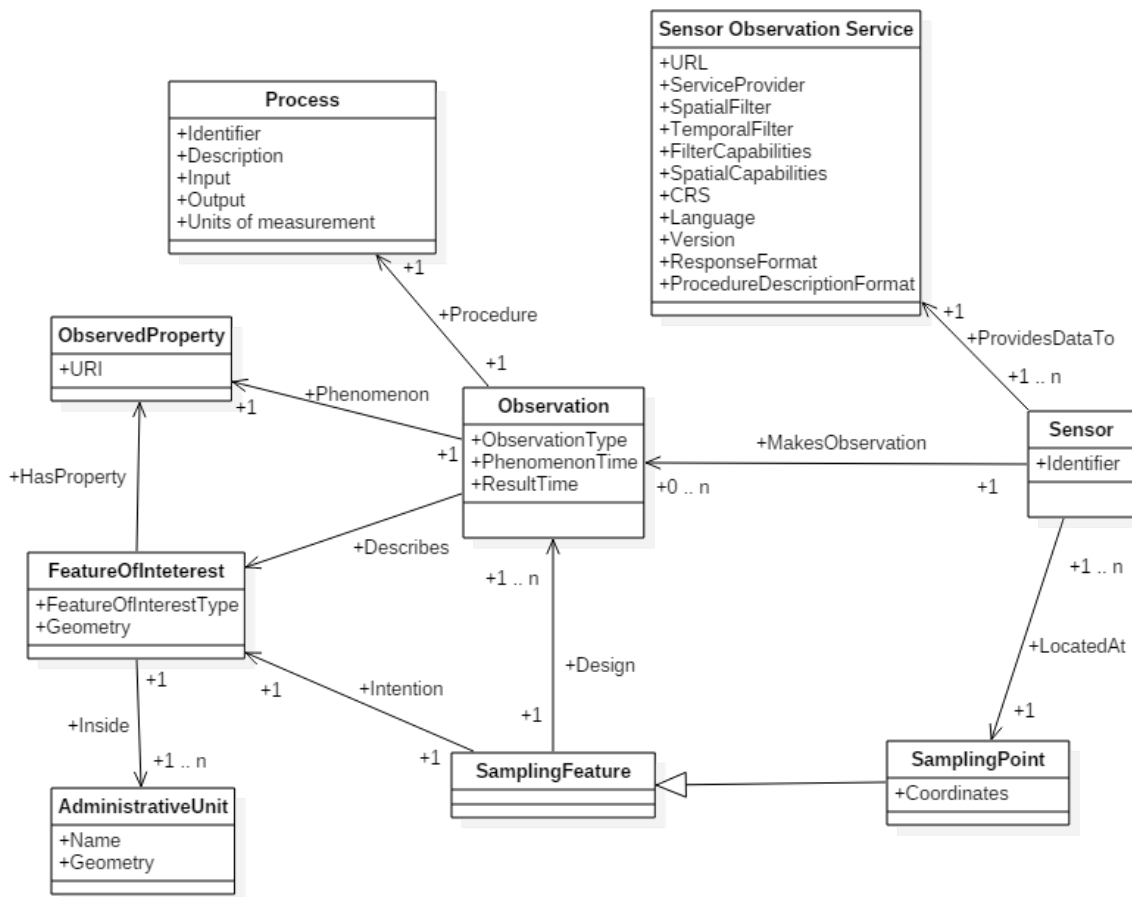 Sensor Observation Service
+URL
+ServiceProvider
+SpatialFilter
+TemporalFilter
+FilterCapabilities
+SpatialCapabilities
+CRS
+Language
+Version
+ResponseFormat
+ProcedureDescriptionFormat
Process
+Identifier
+Description
+Input
+Output
+Units of measurement
+1
+Procedure
+1
+1
+ProvidesDataTo
+1 .. n
ObservedProperty
+URI
+1
+Phenomenon
+1
Observation
+ObservationType
+PhenomenonTime
+ResultTime
+MakesObservation
+0 .. n
+1
Sensor
+Identifier
+HasProperty
+Describes
+1 .. n
+1 .. n
FeatureOfInteterest
+FeatureOfInterestType
+Geometry
+1
+1
+Intention
+1
+Design
+1
+LocatedAt
+1
+Inside
+1 .. n
SamplingFeature
SamplingPoint
+Coordinates
AdministrativeUnit
+Name
+Geometry